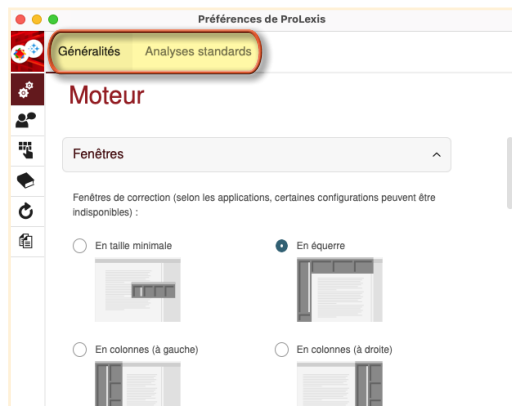 Préférences de ProLexis
Généralités Analyses standards
Moteur
Fenêtres
Fenêtres de correction (selon les applications, certaines configurations peuvent être
indisponibles) :
En taille minimale En équerre
En colonnes (à gauche) En colonnes (à droite)